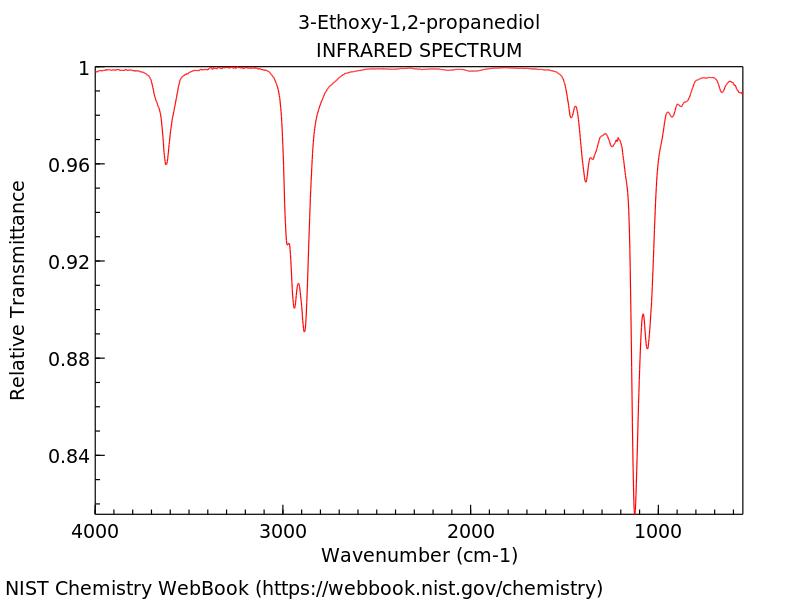 3-Ethoxy-1,2-propanediol
INFRARED SPECTRUM
1
0.96
0.92
0.88
0.84
Relative Transmittance
4000 3000 2000 1000
Wavenumber (cm-1)
NIST Chemistry WebBook (https://webbook.nist.gov/chemistry)